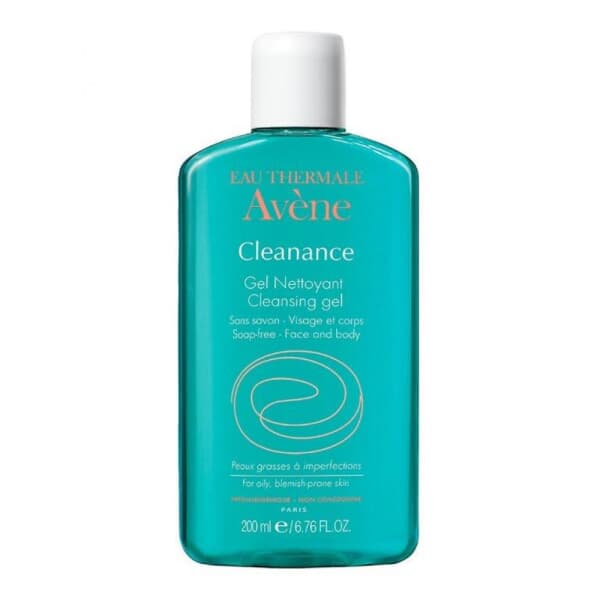 EAU THERMALE
Avène
Cleanance
Gel Nettoyant
Cleansing gel
Sans savon - Visage et corps
Soap-free - Face and body
Peaux grasses à imperfections
For oily, blemish-prone skin
PARIS
200 ml e/6.76 FL.OZ.